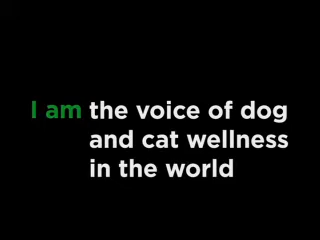 I am the voice of dog
and cat wellness
in the world